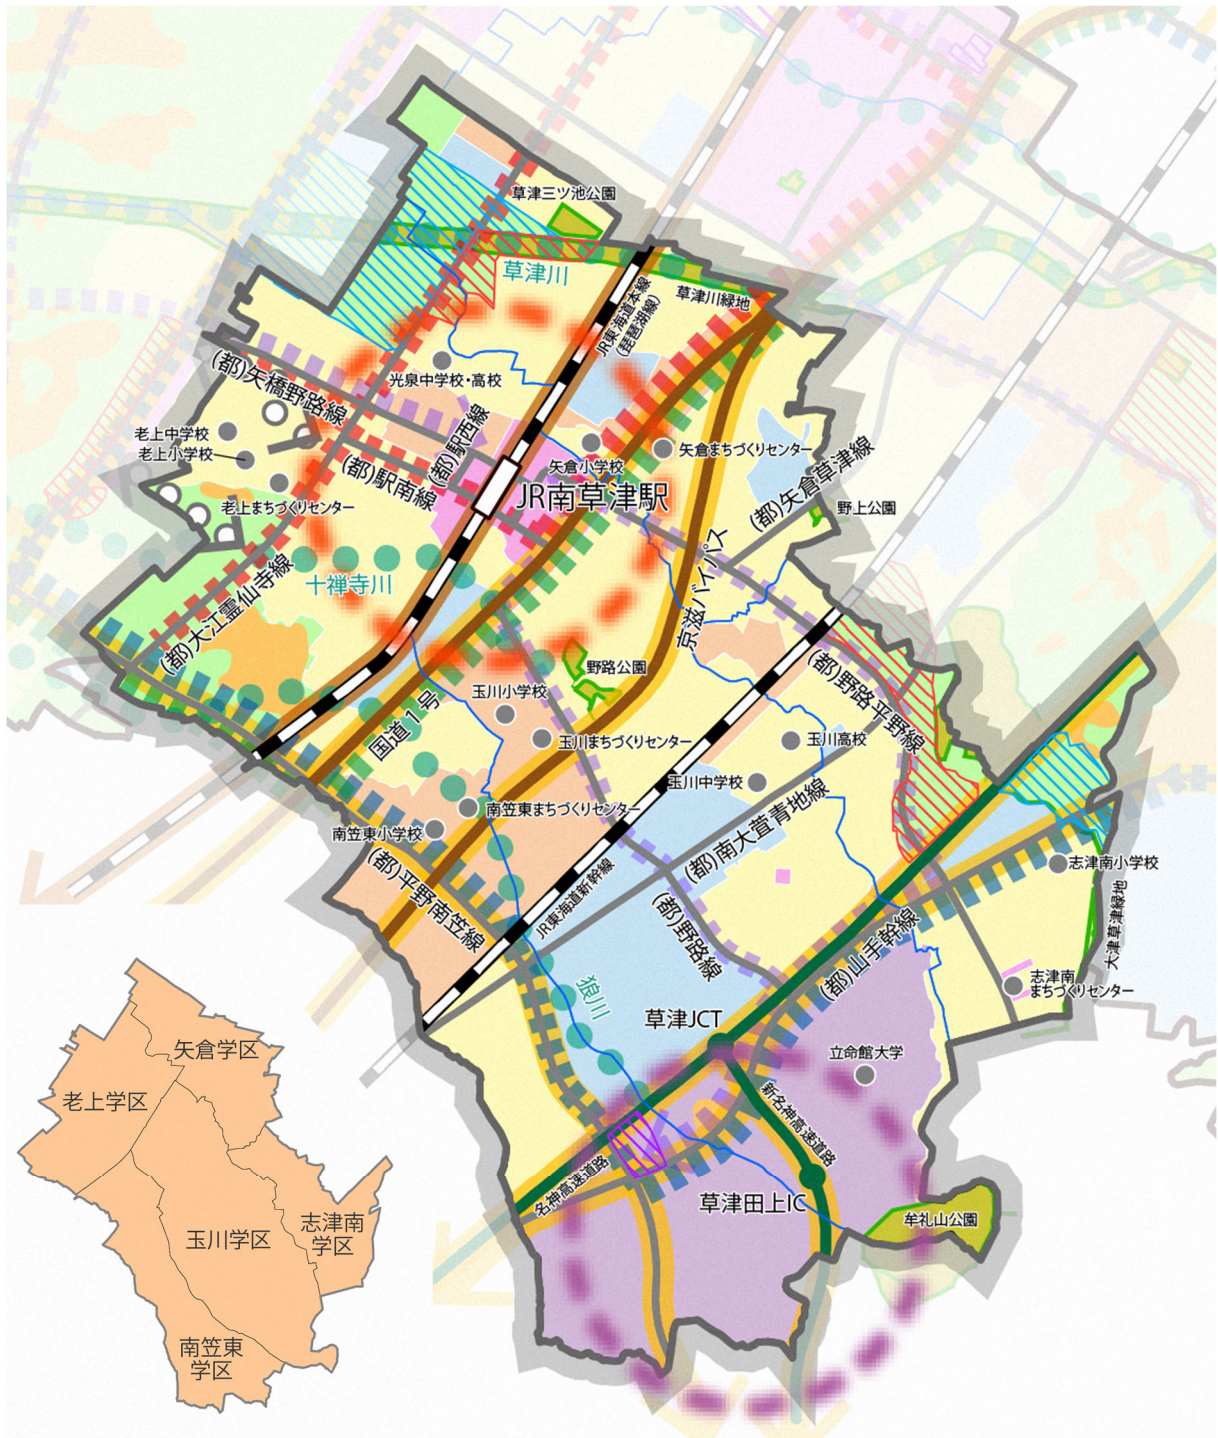 草津三ツ池公園
草津川
草津川緑地
JR東海道本線
(琵琶湖線)
(都)矢橋野路線
光泉中学校・高校
老上中学校
老上小学校
(都)駅西線
(都)駅南線
矢倉小学校
矢倉まちづくりセンター
JR南草津駅
(都)矢倉草津線
老上まちづくりセンター
野上公園
京滋バイパス
十禅寺川
(都)大江霊仙寺線
野路公園
(都)野路平野線
玉川小学校
国道1号
玉川まちづくりセンター
玉川高校
玉川中学校
南笠東まちづくりセンター
南笠東小学校
(都)南大萱青地線
(都)平野南笠線
JR東海道新幹線
志津南小学校
大津草津緑地
(都)野路線
(都)山手幹線
志津南
まちづくりセンター
狼川
草津JCT
立命館大学
新名神高速道路
名神高速道路
草津田上IC
牟礼山公園
矢倉学区
老上学区
玉川学区
志津南
学区
南笠東
学区